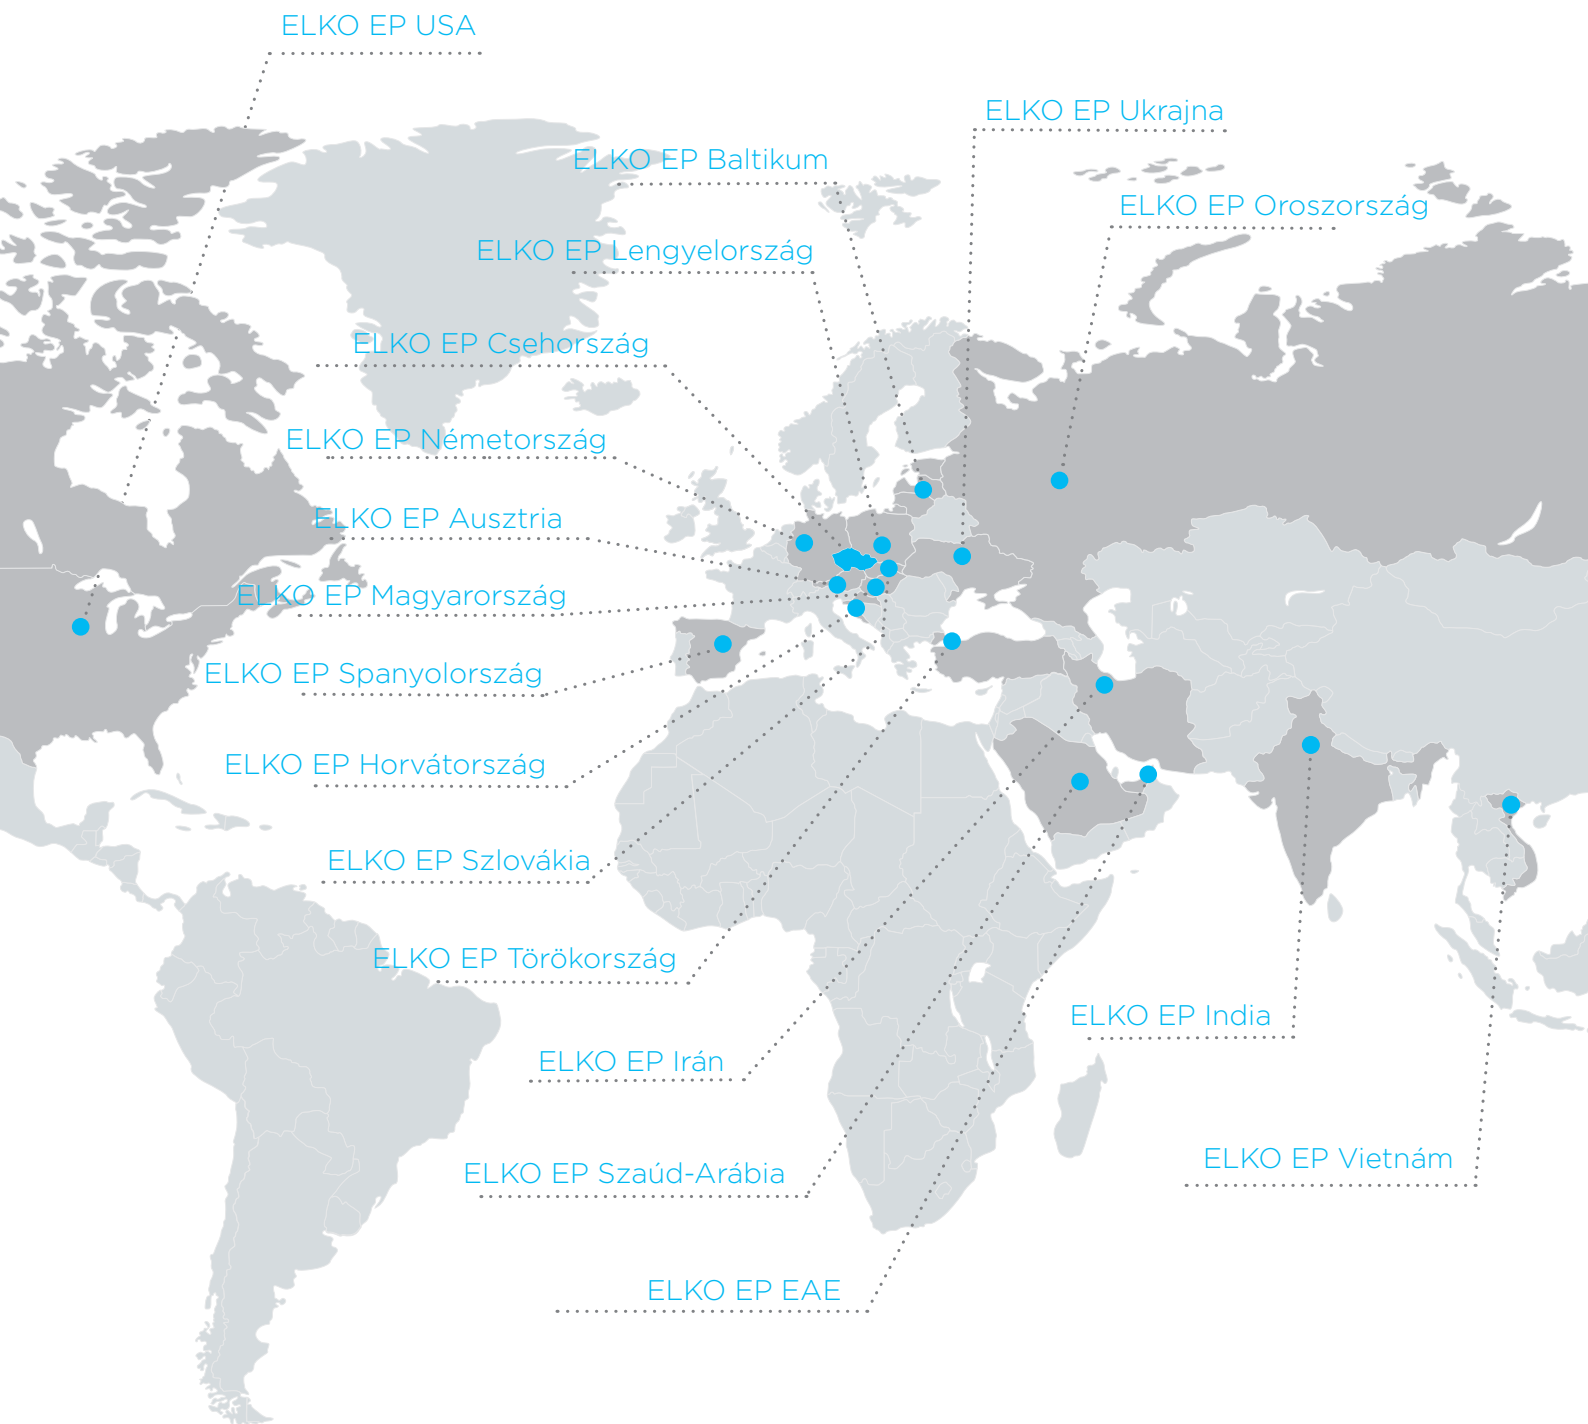 ELKO EP USA
ELKO EP Ukrajna
ELKO EP Baltikum
ELKO EP Oroszország
ELKO EP Lengyelország
ELKO EP Csehország
ELKO EP Németország
ELKO EP Ausztria
ELKO EP Magyarország
ELKO EP Spanyolország
ELKO EP Horvátország
ELKO EP Szlovákia
ELKO EP Törökország
ELKO EP India
ELKO EP Irán
ELKO EP Vietnám
ELKO EP Szaúd-Arábia
ELKO EP EAE